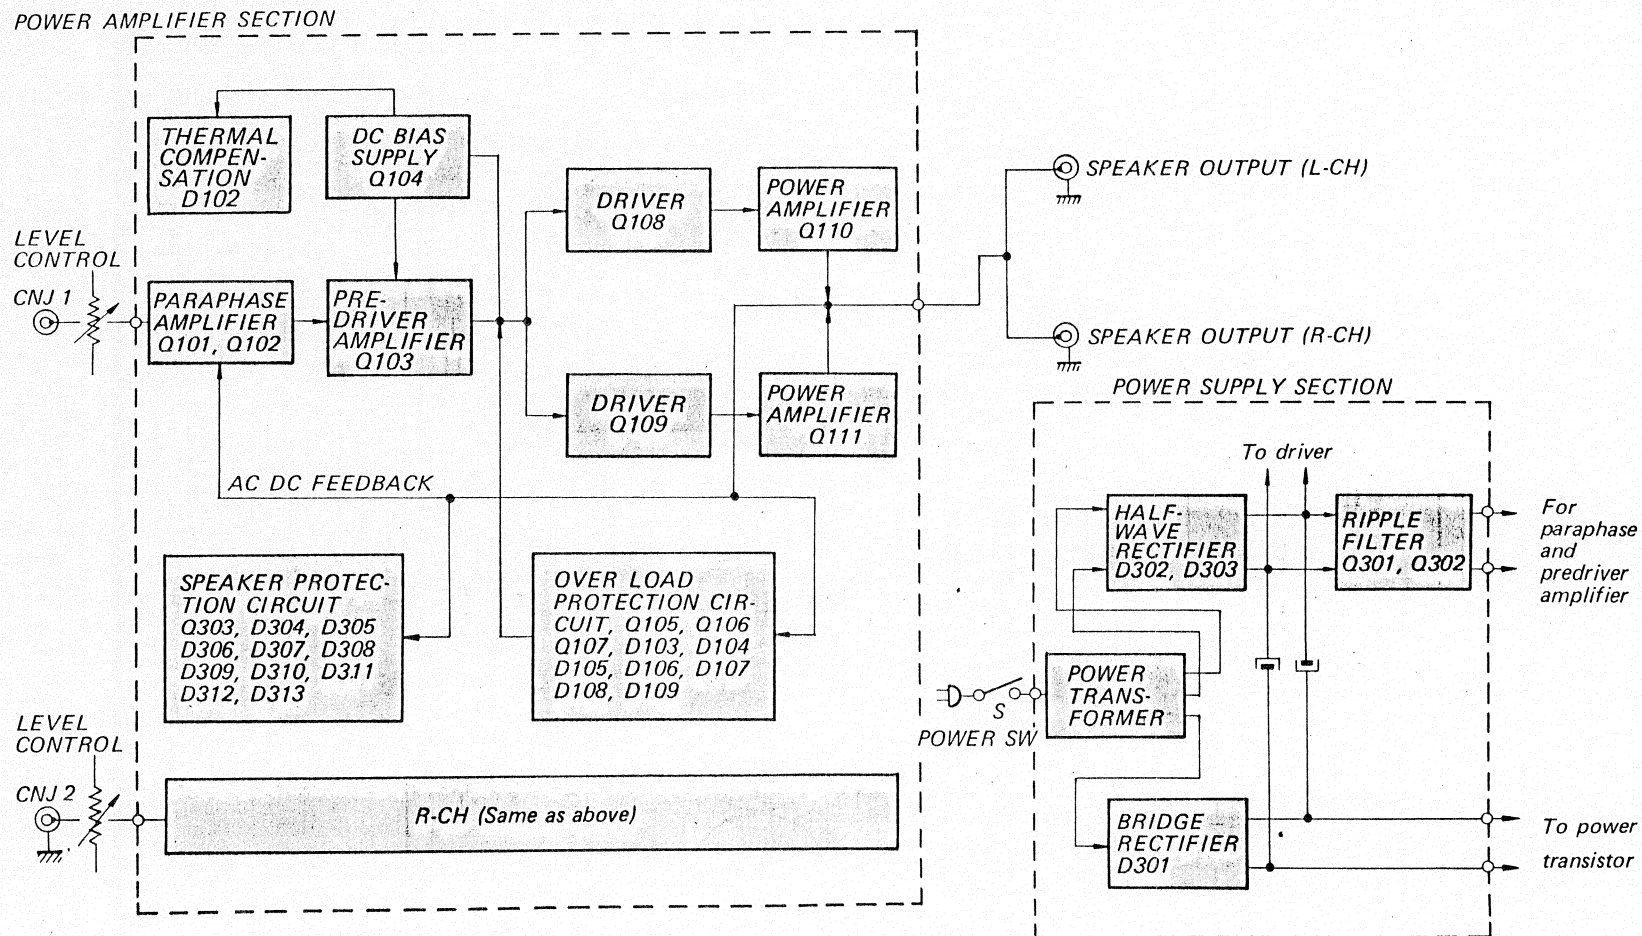 POWER AMPLIFIER SECTION
THERMAL
COMPEN-
SATION
D102
DC BIAS
SUPPLY
Q104
DRIVER
Q108
POWER
AMPLIFIER
Q110
SPEAKER OUTPUT (L-CH)
LEVEL
CONTROL
CNJ 1
PARAPHASE
AMPLIFIER
Q101, Q102
PRE-
DRIVER
AMPLIFIER
Q103
SPEAKER OUTPUT (R-CH)
DRIVER
Q109
POWER
AMPLIFIER
Q111
AC DC FEEDBACK
SPEAKER PROTEC-
TION CIRCUIT
Q303, D304, D305
D306, D307, D308
D309, D310, D311
D312, D313
OVER LOAD
PROTECTION CIR-
CUIT, Q105, Q106
Q107, D103, D104
D105, D106, D107
D108, D109
LEVEL
CONTROL
CNJ 2
R-CH (Same as above)
POWER SUPPLY SECTION
To driver
HALF-
WAVE
RECTIFIER
D302, D303
RIPPLE
FILTER
Q301, Q302
For
paraphase
and
predriver
amplifier
S
POWER SW
POWER
TRANS-
FORMER
BRIDGE
RECTIFIER
D301
To power
transistor